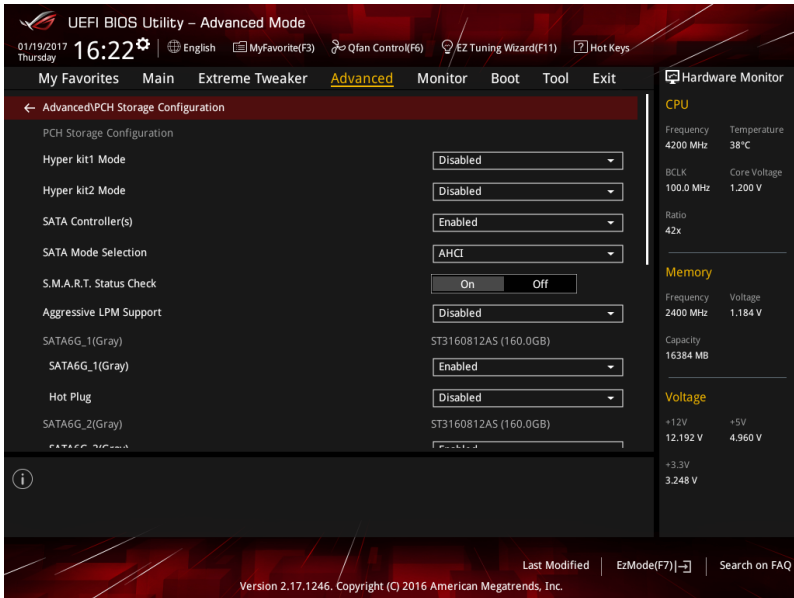 UEFI BIOS Utility – Advanced Mode
01/19/2017 Thursday 16:22 English MyFavorite(F3) Qfan Control(F6) EZ Tuning Wizard(F11) ? Hot Keys
My Favorites Main Extreme Tweaker Advanced Monitor Boot Tool Exit
← Advanced\PCH Storage Configuration
PCH Storage Configuration
Hyper kit1 Mode Disabled
Hyper kit2 Mode Disabled
SATA Controller(s) Enabled
SATA Mode Selection AHCI
S.M.A.R.T. Status Check On Off
Aggressive LPM Support Disabled
SATA6G_1(Gray) ST3160812AS (160.0GB)
SATA6G_1(Gray) Enabled
Hot Plug Disabled
SATA6G_2(Gray) ST3160812AS (160.0GB)
SATA6G_2(Gray) Enabled
Hardware Monitor
CPU
Frequency Temperature
4200 MHz 38°C
BCLK Core Voltage
100.0 MHz 1.200 V
Ratio
42x
Memory
Frequency Voltage
2400 MHz 1.184 V
Capacity
16384 MB
Voltage
+12V +5V
12.192 V 4.960 V
+3.3V
3.248 V
Last Modified EzMode(F7) Search on FAQ
Version 2.17.1246. Copyright (C) 2016 American Megatrends, Inc.